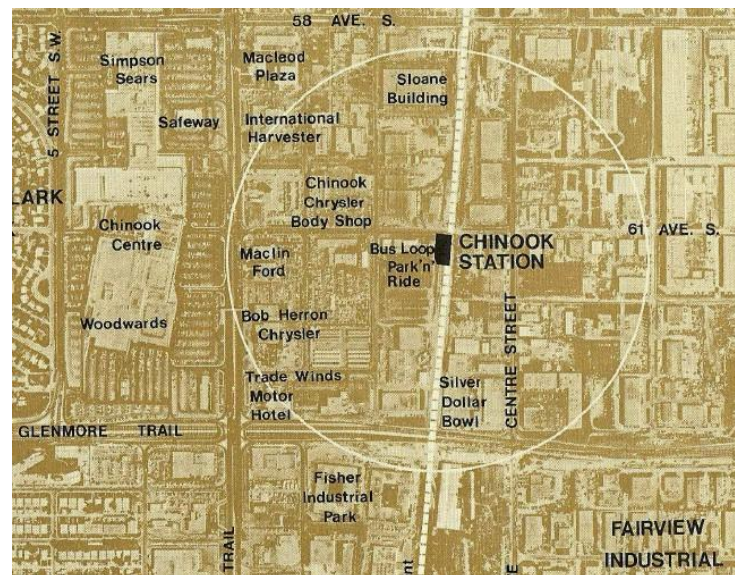 58 AVE. S.
5 STREET S.W.
Simpson
Sears
Macleod
Plaza
Sloane
Building
Safeway
International
Harvester
LARK
Chinook
Chrysler
Body Shop
Chinook
Centre
61 AVE. S.
Maclin
Ford
Bus Loop
Park'n'
Ride
CHINOOK
STATION
Woodwards
Bob Herron
Chrysler
CENTRE STREET
Trade Winds
Motor
Hotel
Silver
Dollar
Bowl
GLENMORE TRAIL
Fisher
Industrial
Park
TRAIL
FAIRVIEW
INDUSTRIAL